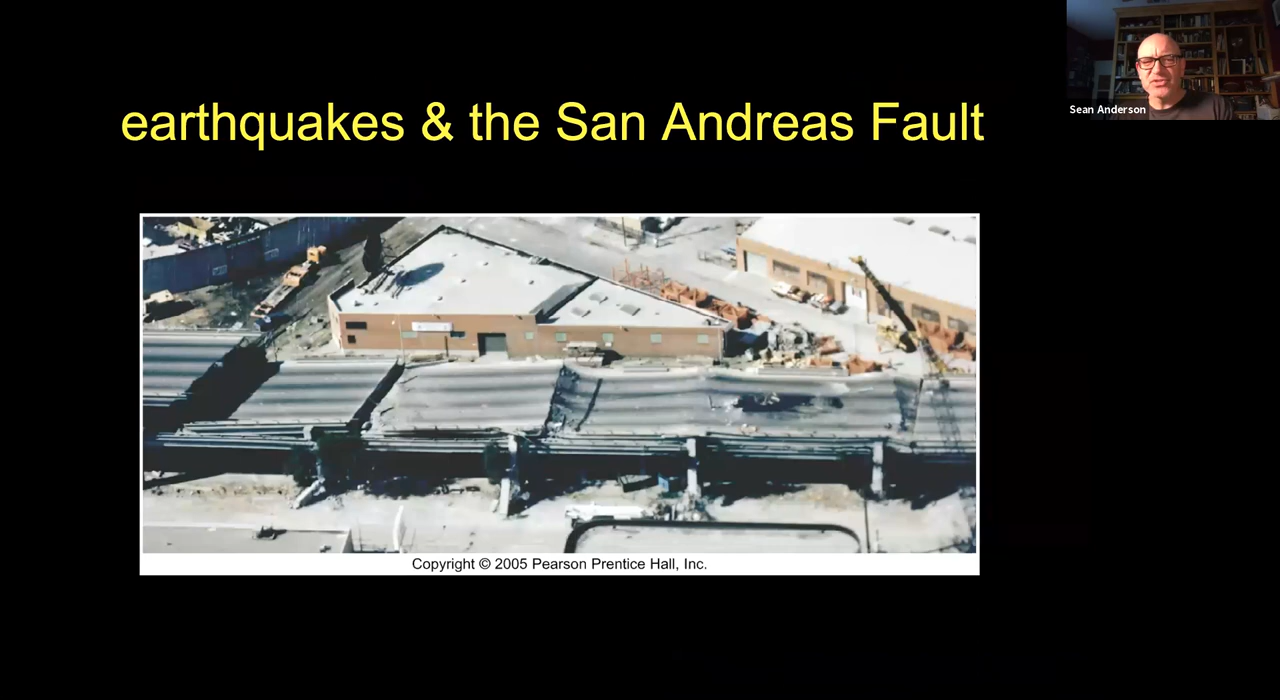 earthquakes & the San Andreas Fault
Sean Anderson
Copyright © 2005 Pearson Prentice Hall, Inc.